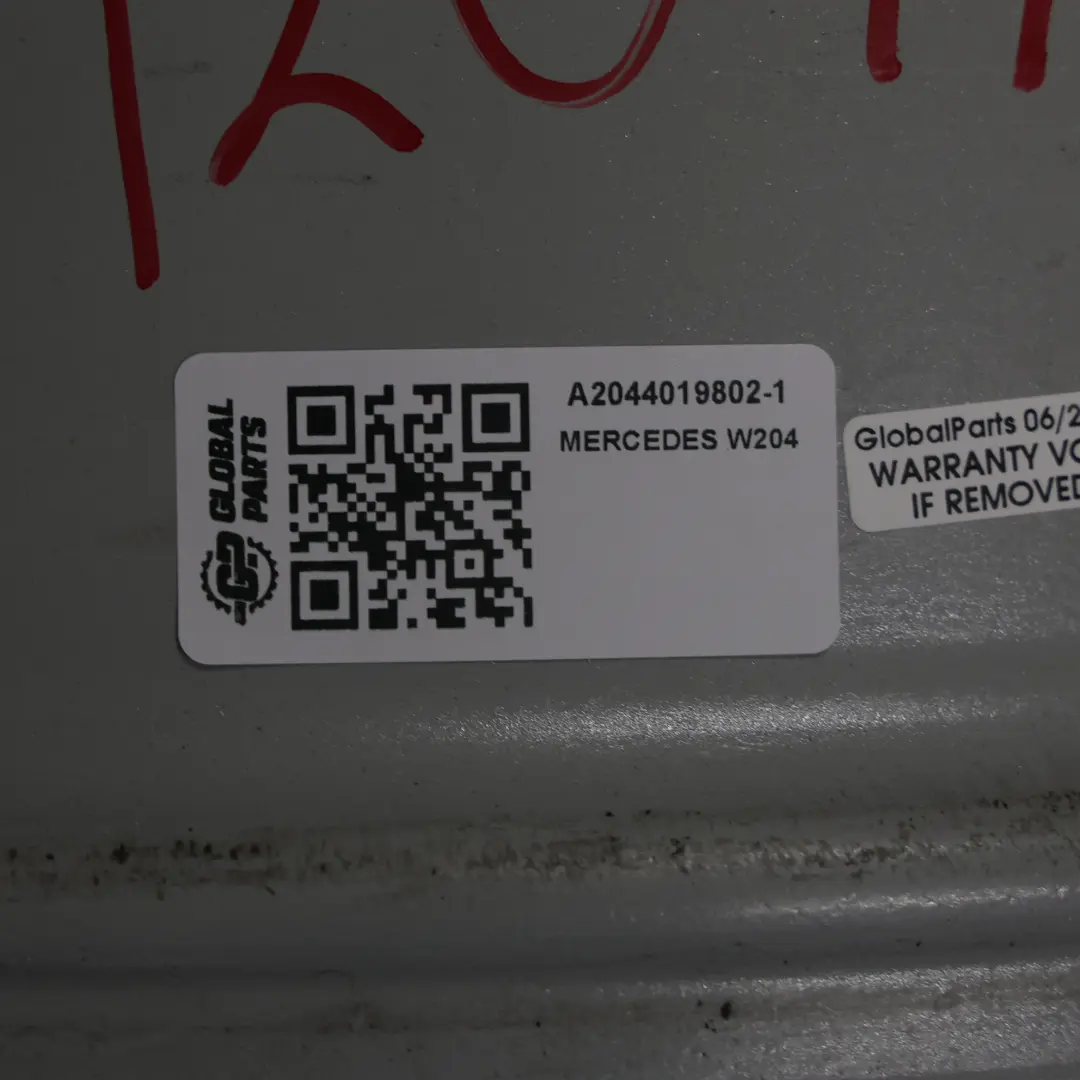 GLOBAL
PARTS
A2044019802-1
MERCEDES W204
GlobalParts 06/2
WARRANTY VO
IF REMOVED